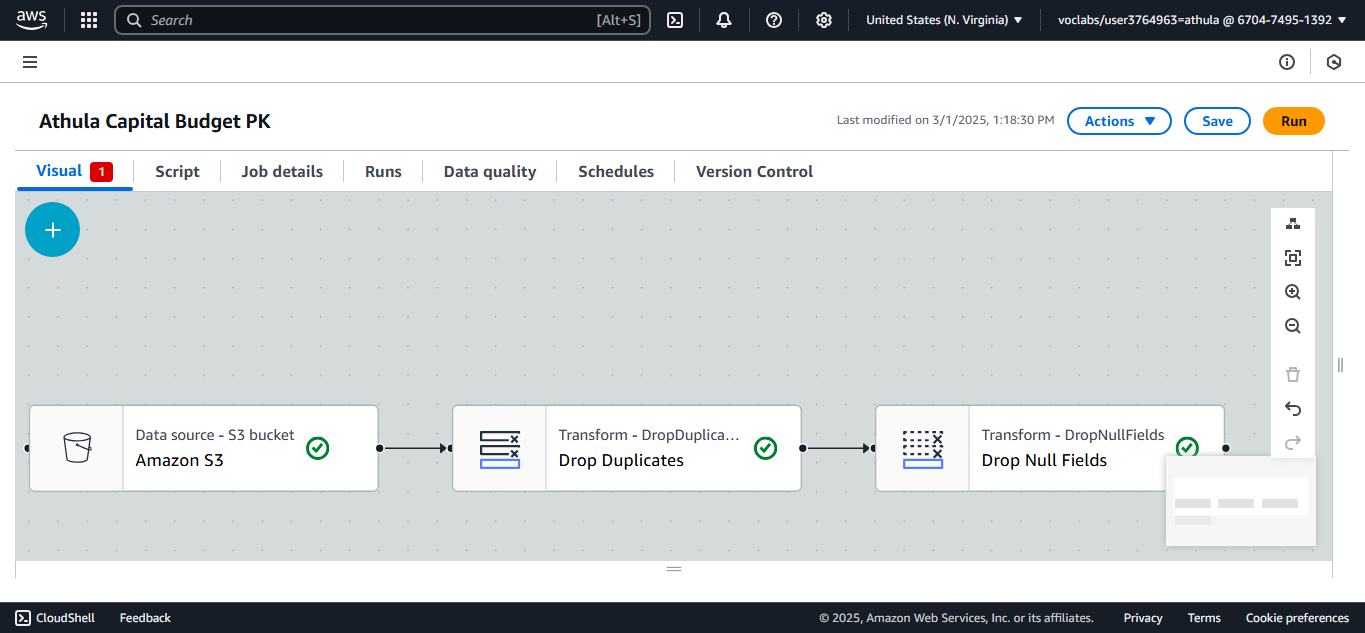 aws
Search
[Alt+S]
United States (N. Virginia)
voclabs/user3764963=athula @ 6704-7495-1392
Athula Capital Budget PK
Last modified on 3/1/2025, 1:18:30 PM
Actions
Save
Run
Visual 1
Script
Job details
Runs
Data quality
Schedules
Version Control
Data source - S3 bucket
Amazon S3
Transform - DropDuplica...
Drop Duplicates
Transform - DropNullFields
Drop Null Fields
CloudShell
Feedback
© 2025, Amazon Web Services, Inc. or its affiliates.
Privacy
Terms
Cookie preferences